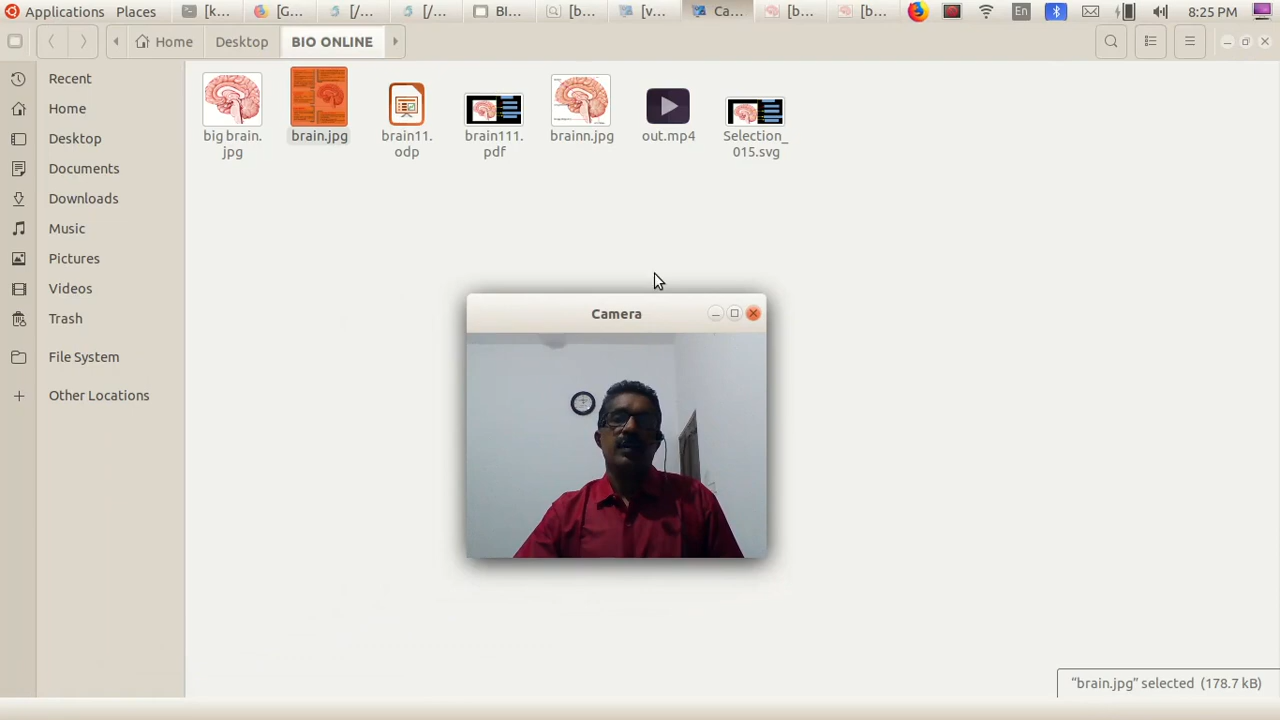 Applications Places [k... [G... [/... [/... BI... [b... [v... Ca... [b... [b... En 8:25 PM
Home Desktop BIO ONLINE
Recent
Home
Desktop
Documents
Downloads
Music
Pictures
Videos
Trash
File System
Other Locations
big brain.
jpg
brain.jpg
brain11.
odp
brain111.
pdf
brainn.jpg
out.mp4
Selection_
015.svg
Camera
“brain.jpg” selected (178.7 kB)